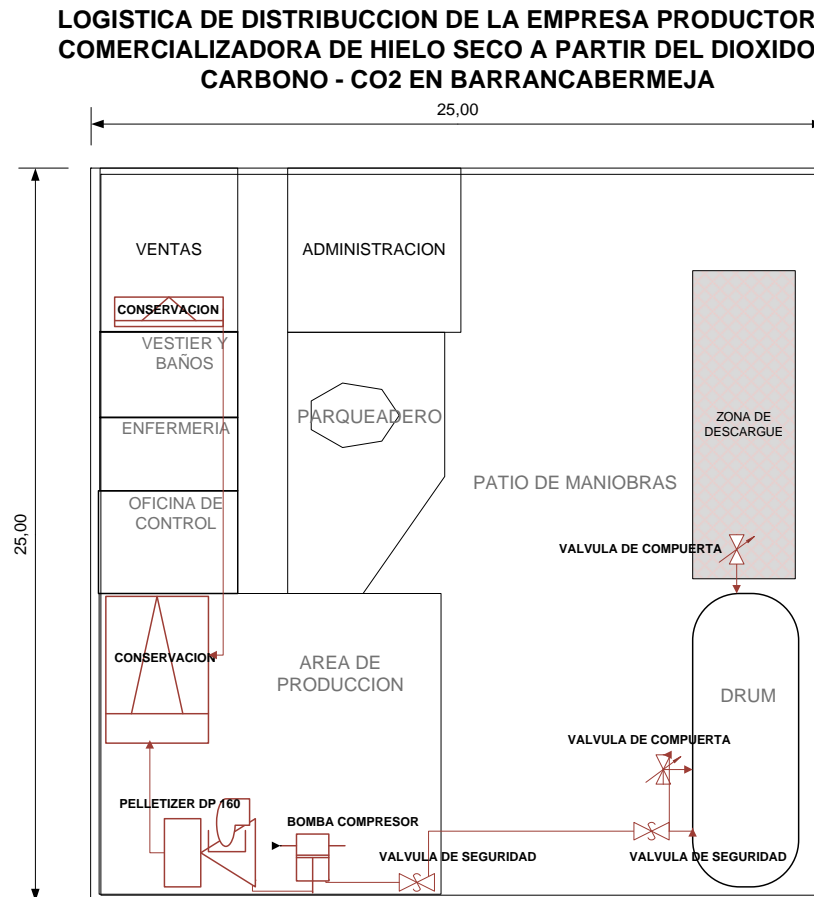 LOGISTICA DE DISTRIBUCCION DE LA EMPRESA PRODUCTOR
COMERCIALIZADORA DE HIELO SECO A PARTIR DEL DIOXIDO
CARBONO - CO2 EN BARRANCABERMEJA
25,00
25,00
VENTAS
ADMINISTRACION
CONSERVACION
VESTIER Y
BAÑOS
PARQUEADERO
ZONA DE
DESCARGUE
ENFERMERIA
PATIO DE MANIOBRAS
OFICINA DE
CONTROL
VALVULA DE COMPUERTA
CONSERVACION
AREA DE
PRODUCCION
DRUM
VALVULA DE COMPUERTA
PELLETIZER DP 160
BOMBA COMPRESOR
VALVULA DE SEGURIDAD
VALVULA DE SEGURIDAD